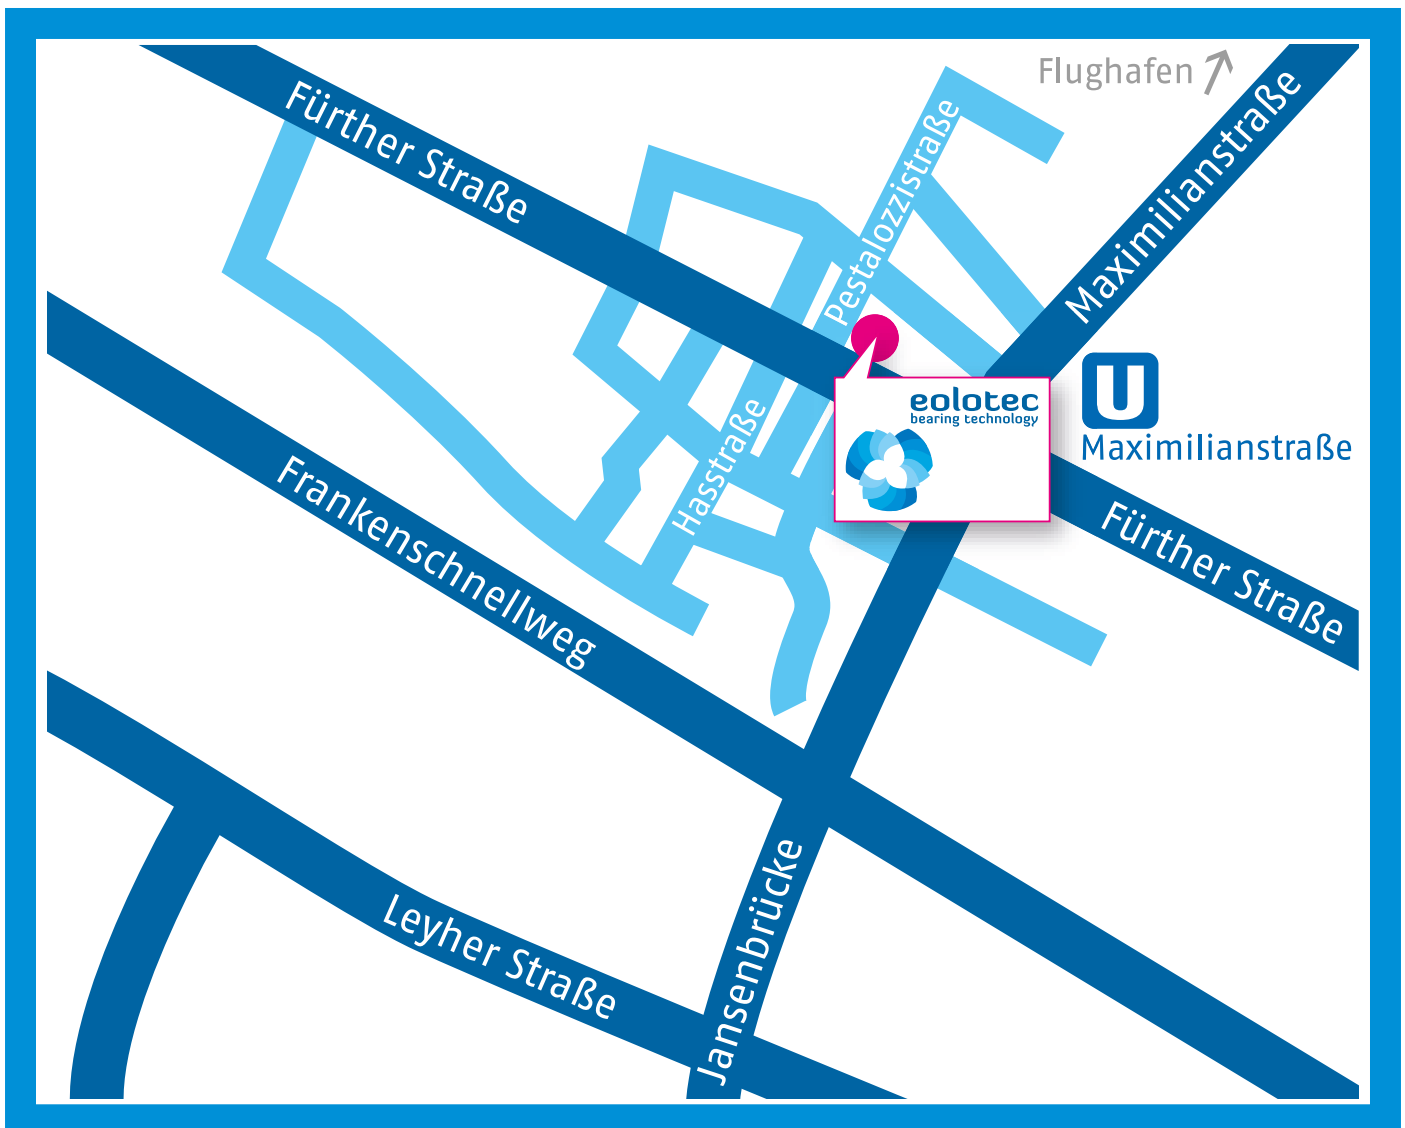 Flughafen
Fürther Straße
Pestalozzistraße
Maximilianstraße
eolotec
bearing technology
U
Maximilianstraße
Hasstraße
Frankenschnellweg
Fürther Straße
Jansenbrücke
Leyher Straße